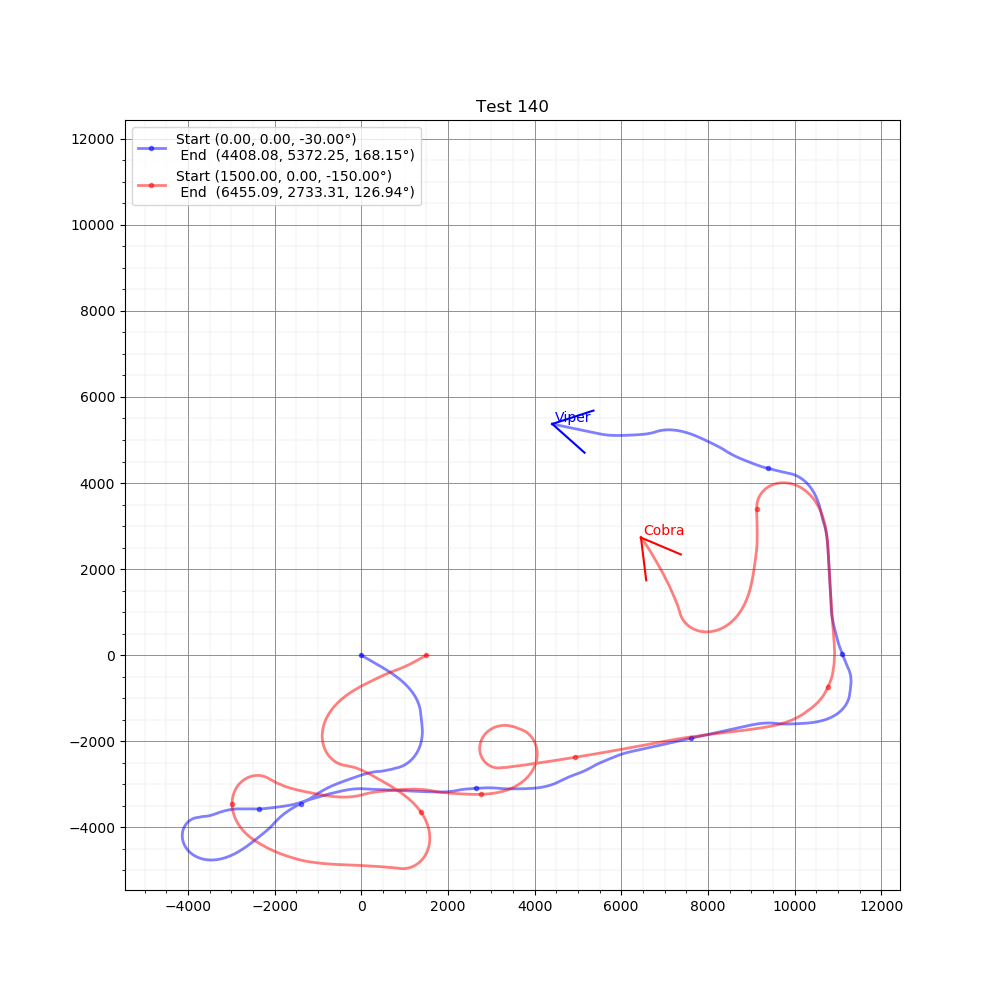 Test 140
Start (0.00, 0.00, -30.00°)
End  (4408.08, 5372.25, 168.15°)
Start (1500.00, 0.00, -150.00°)
End  (6455.09, 2733.31, 126.94°)
12000
10000
8000
6000
4000
2000
0
−2000
−4000
Viper
Cobra
−4000 −2000 0 2000 4000 6000 8000 10000 12000